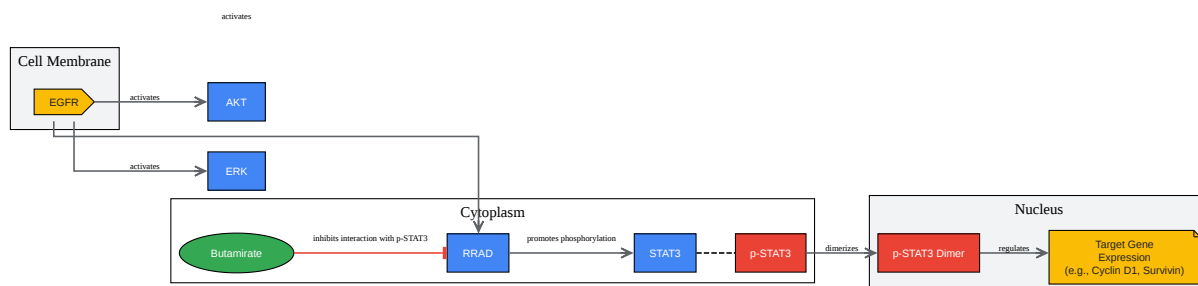 activates
Cell Membrane
EGFR
activates
AKT
activates
ERK
Cytoplasm
Nucleus
Butamirate
inhibits interaction with p-STAT3
RRAD
promotes phosphorylation
STAT3
p-STAT3
dimerizes
p-STAT3 Dimer
regulates
Target Gene
Expression
(e.g., Cyclin D1, Survivin)